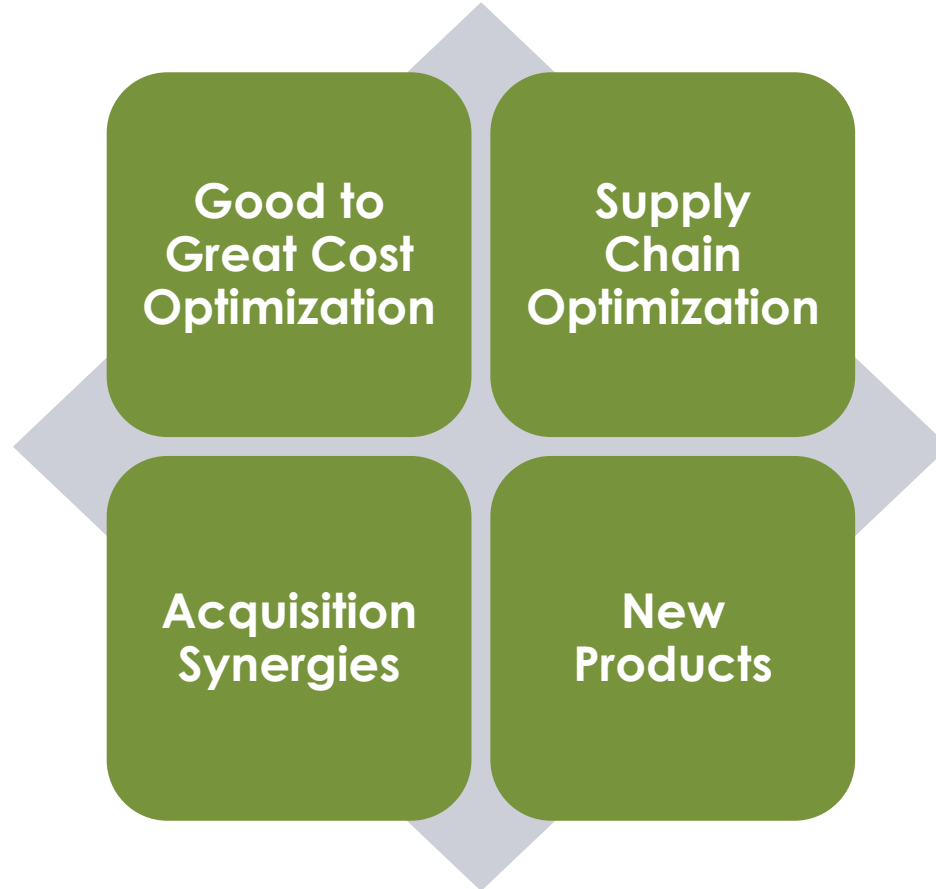 Good to
Great Cost
Optimization
Supply
Chain
Optimization
Acquisition
Synergies
New
Products